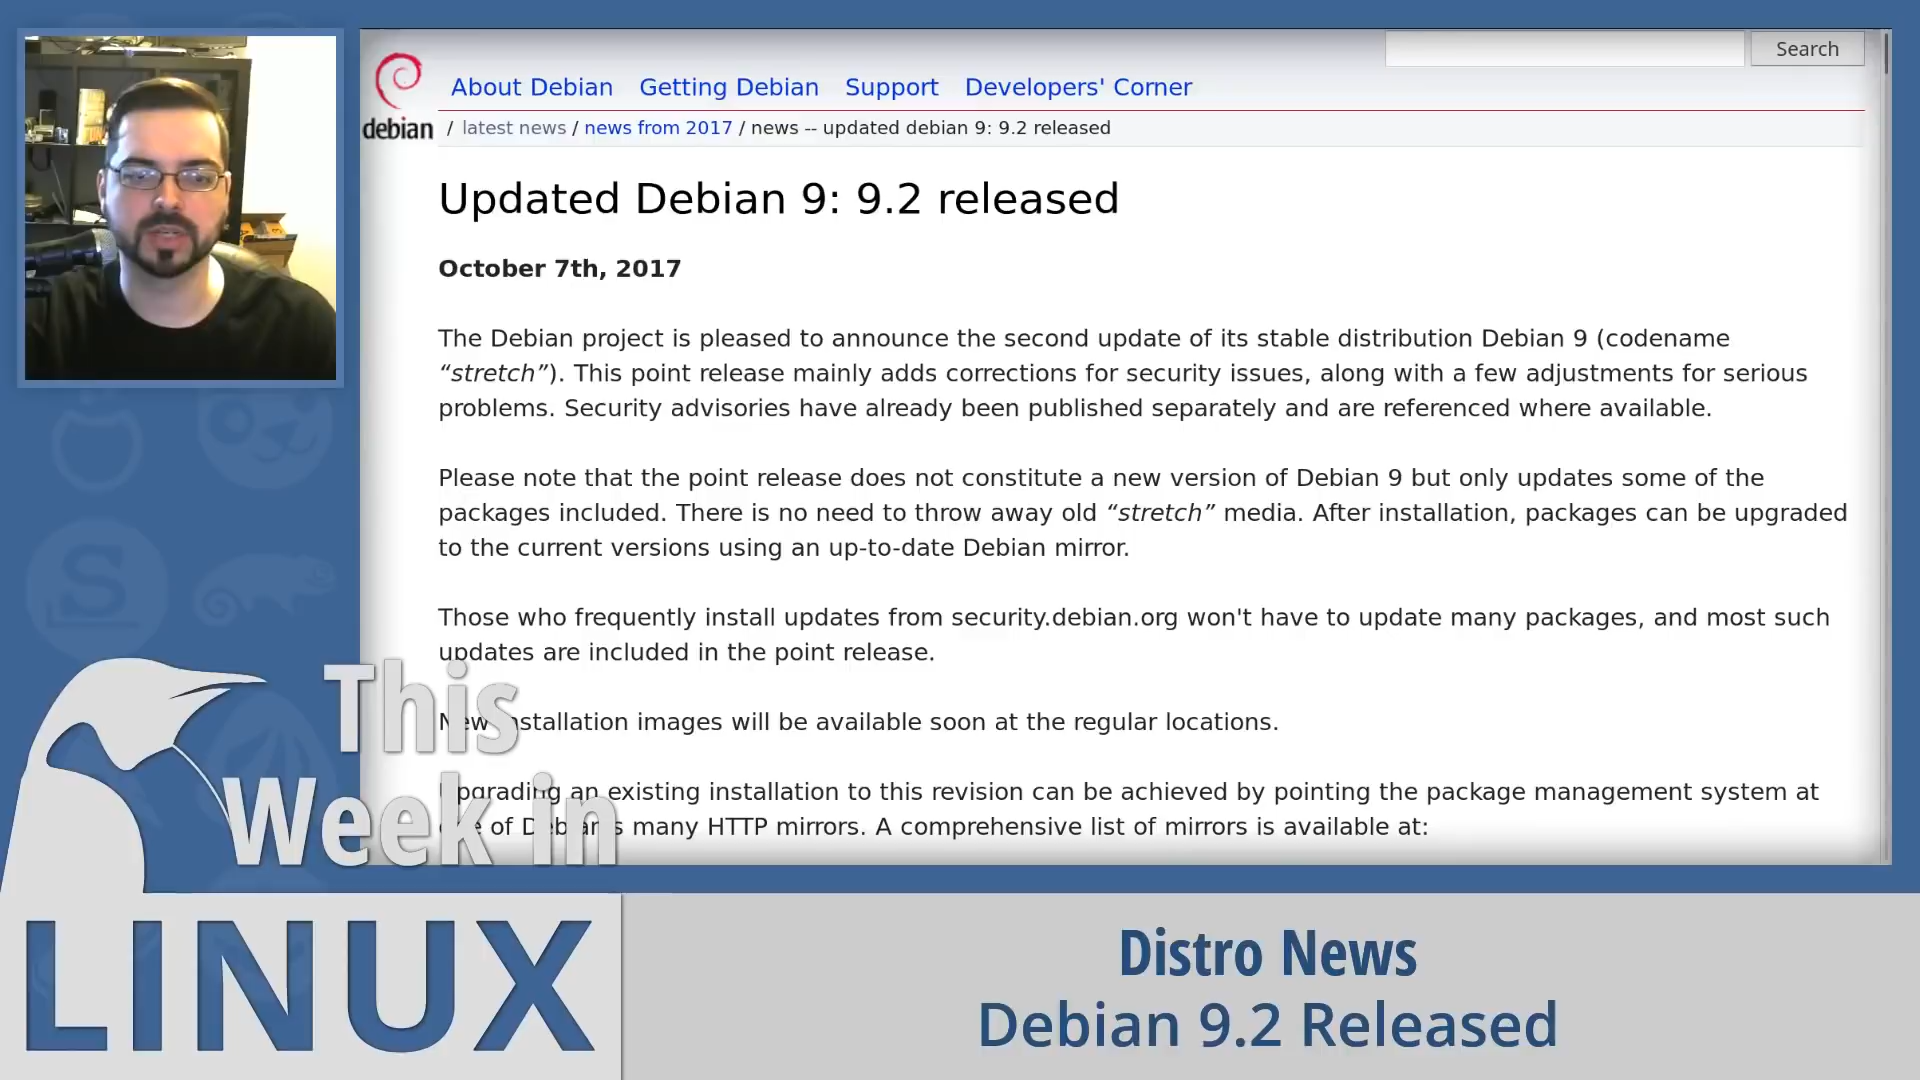 Search
About Debian Getting Debian Support Developers' Corner
debian
/ latest news / news from 2017 / news -- updated debian 9: 9.2 released
Updated Debian 9: 9.2 released
October 7th, 2017
The Debian project is pleased to announce the second update of its stable distribution Debian 9 (codename
“stretch”). This point release mainly adds corrections for security issues, along with a few adjustments for serious
problems. Security advisories have already been published separately and are referenced where available.
Please note that the point release does not constitute a new version of Debian 9 but only updates some of the
packages included. There is no need to throw away old “stretch” media. After installation, packages can be upgraded
to the current versions using an up-to-date Debian mirror.
Those who frequently install updates from security.debian.org won't have to update many packages, and most such
updates are included in the point release.
New installation images will be available soon at the regular locations.
Upgrading an existing installation to this revision can be achieved by pointing the package management system at
one of Debian's many HTTP mirrors. A comprehensive list of mirrors is available at:
This
Week in
LINUX
Distro News
Debian 9.2 Released